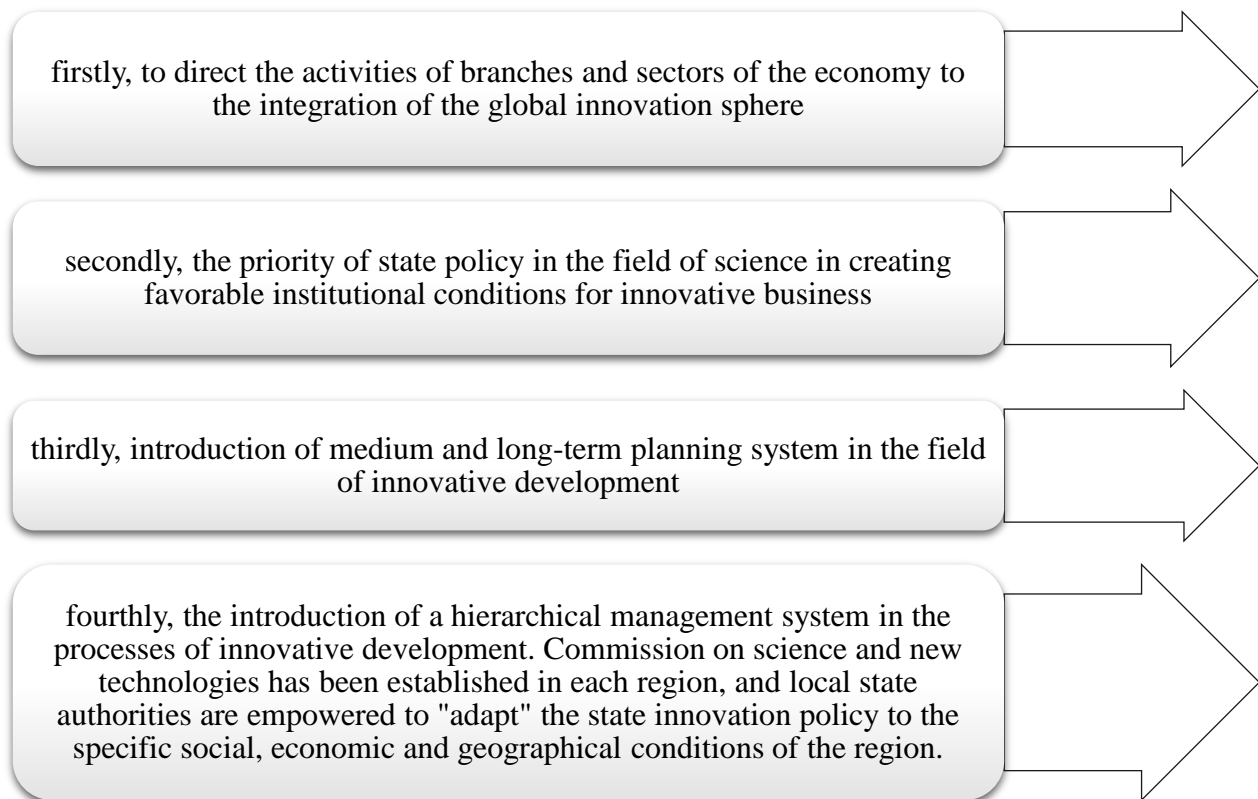 firstly, to direct the activities of branches and sectors of the economy to
the integration of the global innovation sphere
secondly, the priority of state policy in the field of science in creating
favorable institutional conditions for innovative business
thirdly, introduction of medium and long-term planning system in the field
of innovative development
fourthly, the introduction of a hierarchical management system in the
processes of innovative development. Commission on science and new
technologies has been established in each region, and local state
authorities are empowered to "adapt" the state innovation policy to the
specific social, economic and geographical conditions of the region.